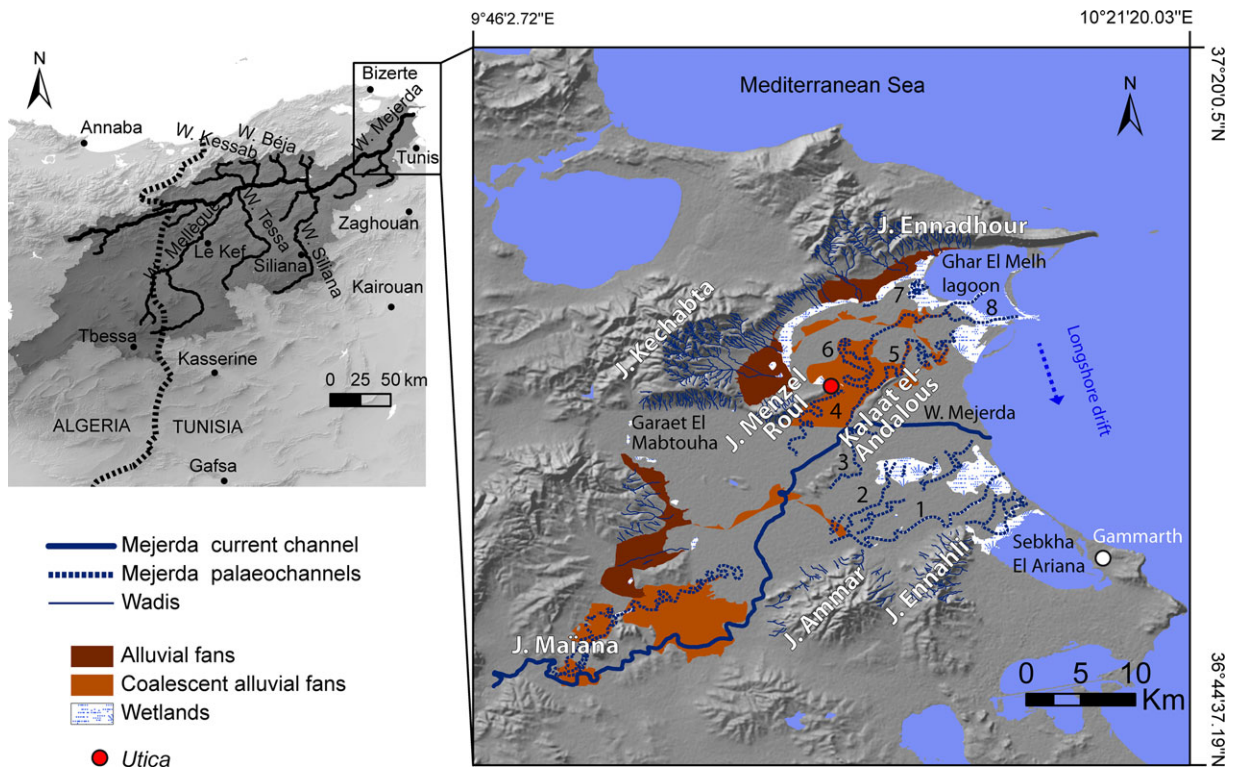 9°46'2.72"E
10°21'20.03"E
37°20'0.5"N
36°44'37.19"N
N
Bizerte
Annaba
W. Kessab
W. Béja
W. Mejerda
Tunis
W. Mellègue
W. Tessa
W. Siliana
Zaghouan
Le Kef
Siliana
Kairouan
Tbessa
Kasserine
0 25 50 km
ALGERIA
TUNISIA
Gafsa
Mejerda current channel
Mejerda palaeochannels
Wadis
Alluvial fans
Coalescent alluvial fans
Wetlands
Utica
Mediterranean Sea
N
J. Ennadhour
Ghar El Melh
lagoon
7
8
J. Kechabta
Longshore drift
6
5
4
J. Menzel
Roul
Kalaat el-
Andalous
Garaet El
Mabtouha
W. Mejerda
3
2
1
Sebkha
El Ariana
Gammarth
J. Ammar
J. Ennahli
J. Maïana
0 5 10
Km